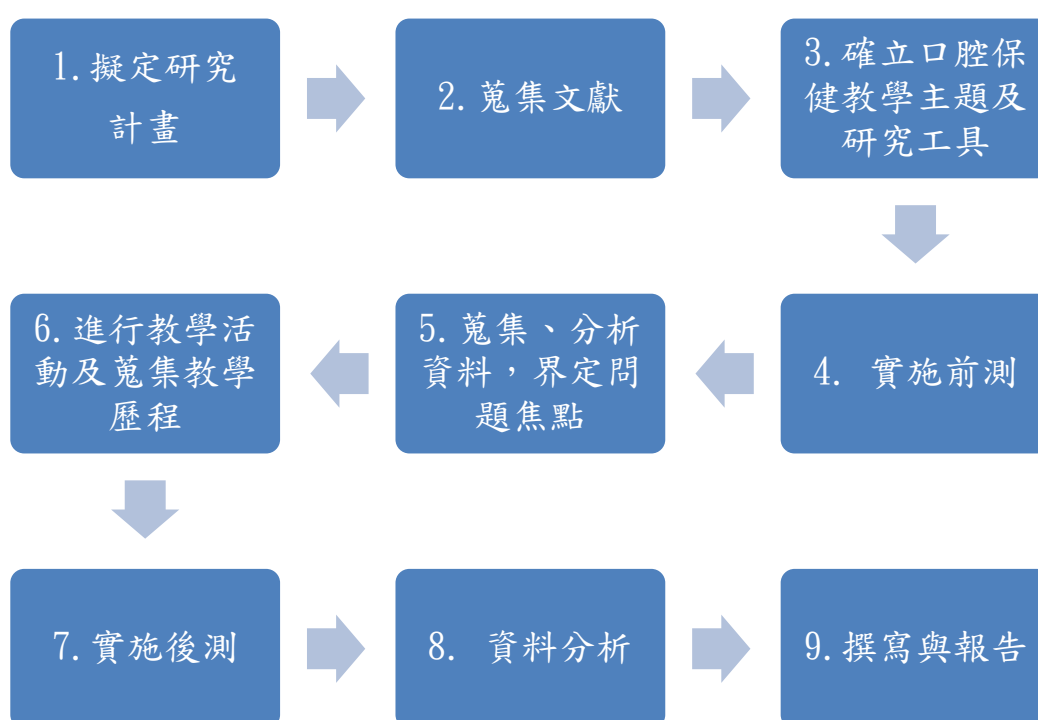 1.擬定研究
計畫
2.蒐集文獻
3.確立口腔保
健教學主題及
研究工具
4. 實施前測
5.蒐集、分析
資料，界定問
題焦點
6.進行教學活
動及蒐集教學
歷程
7.實施後測
8. 資料分析
9.撰寫與報告